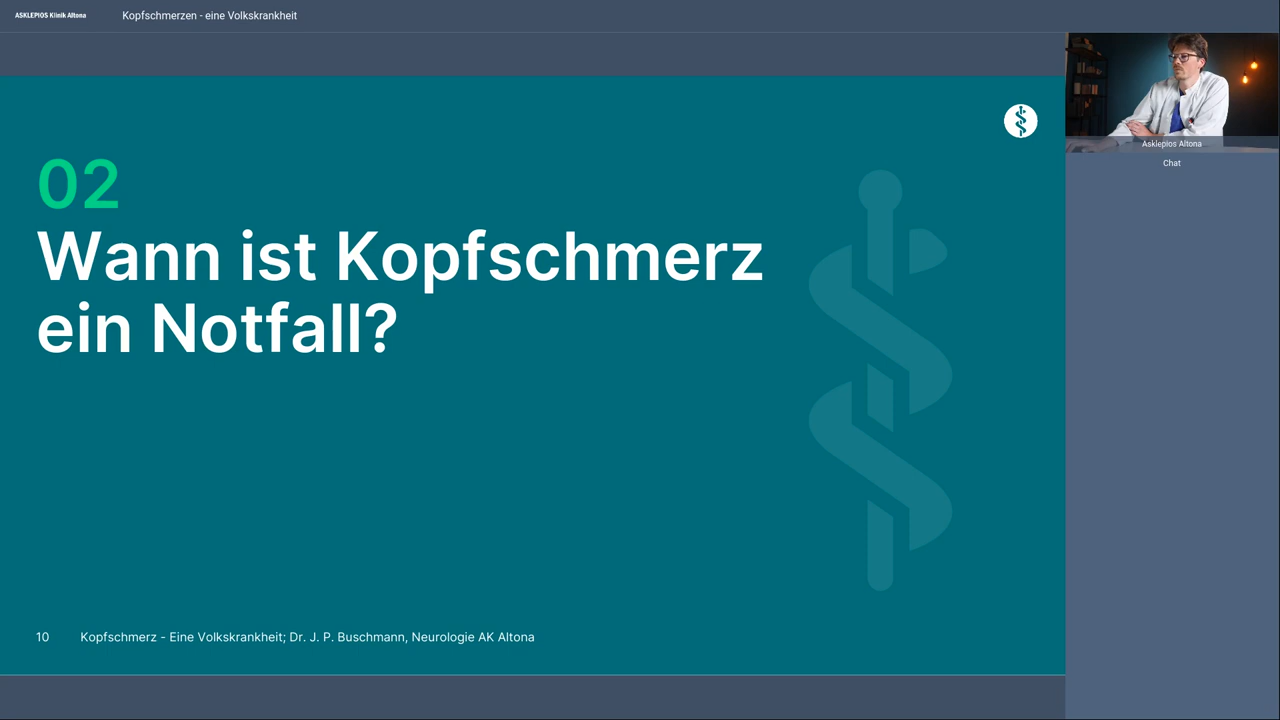 ASKLEPIOS Klinik Altona
Kopfschmerzen - eine Volkskrankheit
02
Wann ist Kopfschmerz
ein Notfall?
Asklepios Altona
Chat
10 Kopfschmerz - Eine Volkskrankheit; Dr. J. P. Buschmann, Neurologie AK Altona